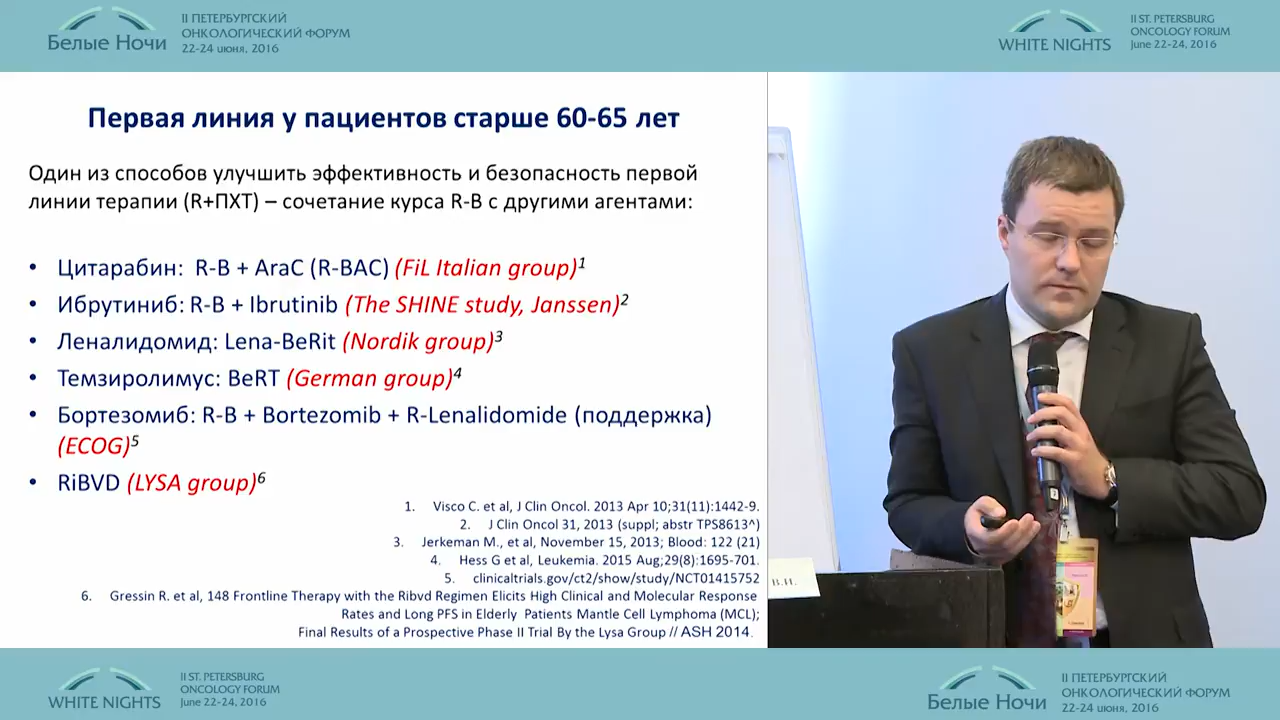 Белые Ночи
II ПЕТЕРБУРГСКИЙ
ОНКОЛОГИЧЕСКИЙ ФОРУМ
22-24 июня, 2016
WHITE NIGHTS
II ST. PETERSBURG
ONCOLOGY FORUM
June 22-24, 2016
Первая линия у пациентов старше 60-65 лет
Один из способов улучшить эффективность и безопасность первой
линии терапии (R+ПХТ) – сочетание курса R-B с другими агентами:
• Цитарабин: R-B + AraC (R-BAC) (FiL Italian group)¹
• Ибрутиниб: R-B + Ibrutinib (The SHINE study, Janssen)²
• Леналидомид: Lena-BeRit (Nordik group)³
• Темзиролимус: BeRT (German group)⁴
• Бортезомиб: R-B + Bortezomib + R-Lenalidomide (поддержка)
(ECOG)⁵
• RiBVD (LYSA group)⁶
1. Visco C. et al, J Clin Oncol. 2013 Apr 10;31(11):1442-9.
2. J Clin Oncol 31, 2013 (suppl; abstr TPS8613^)
3. Jerkeman M., et al, November 15, 2013; Blood: 122 (21)
4. Hess G et al, Leukemia. 2015 Aug;29(8):1695-701.
5. clinicaltrials.gov/ct2/show/study/NCT01415752
6. Gressin R. et al, 148 Frontline Therapy with the Ribvd Regimen Elicits High Clinical and Molecular Response
Rates and Long PFS in Elderly Patients Mantle Cell Lymphoma (MCL);
Final Results of a Prospective Phase II Trial By the Lysa Group // ASH 2014.
В.И.
WHITE NIGHTS
II ST. PETERSBURG
ONCOLOGY FORUM
June 22-24, 2016
Белые Ночи
II ПЕТЕРБУРГСКИЙ
ОНКОЛОГИЧЕСКИЙ ФОРУМ
22-24 июня, 2016